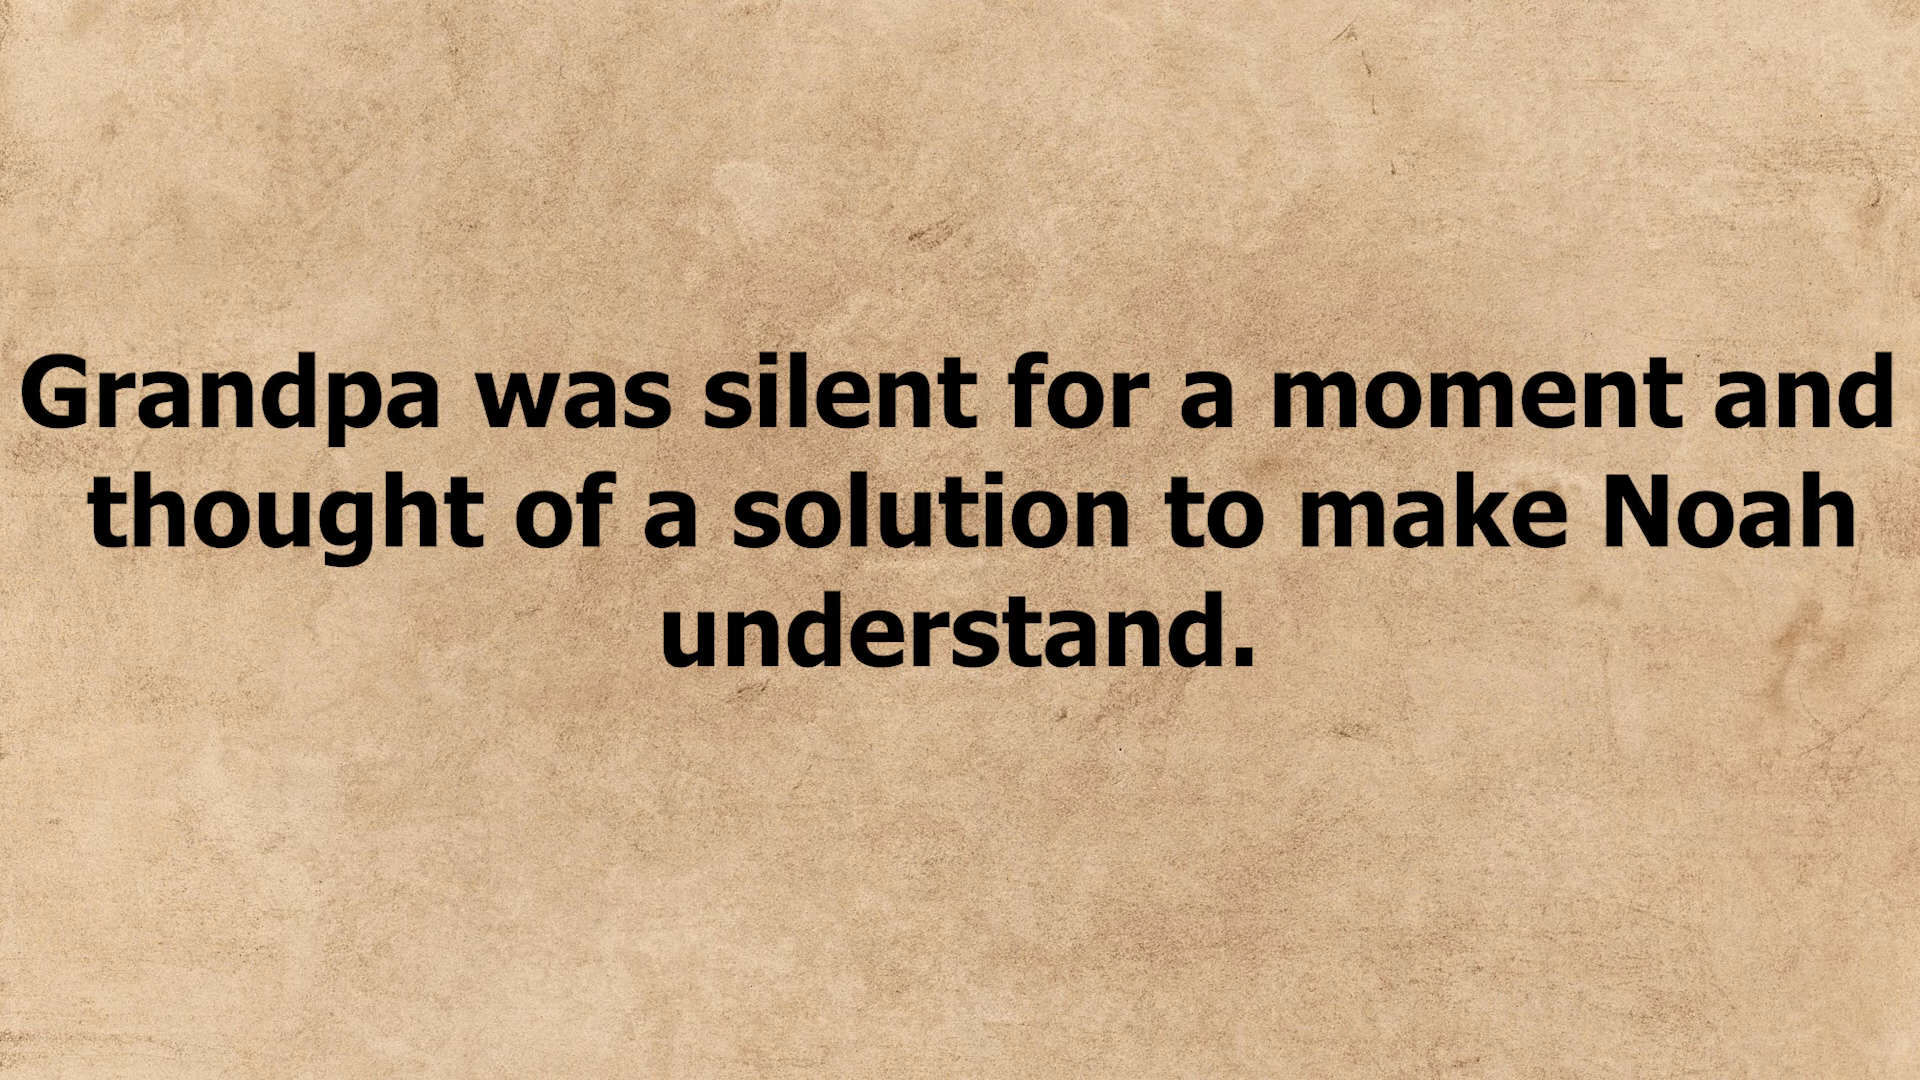 Grandpa was silent for a moment and
thought of a solution to make Noah
understand.